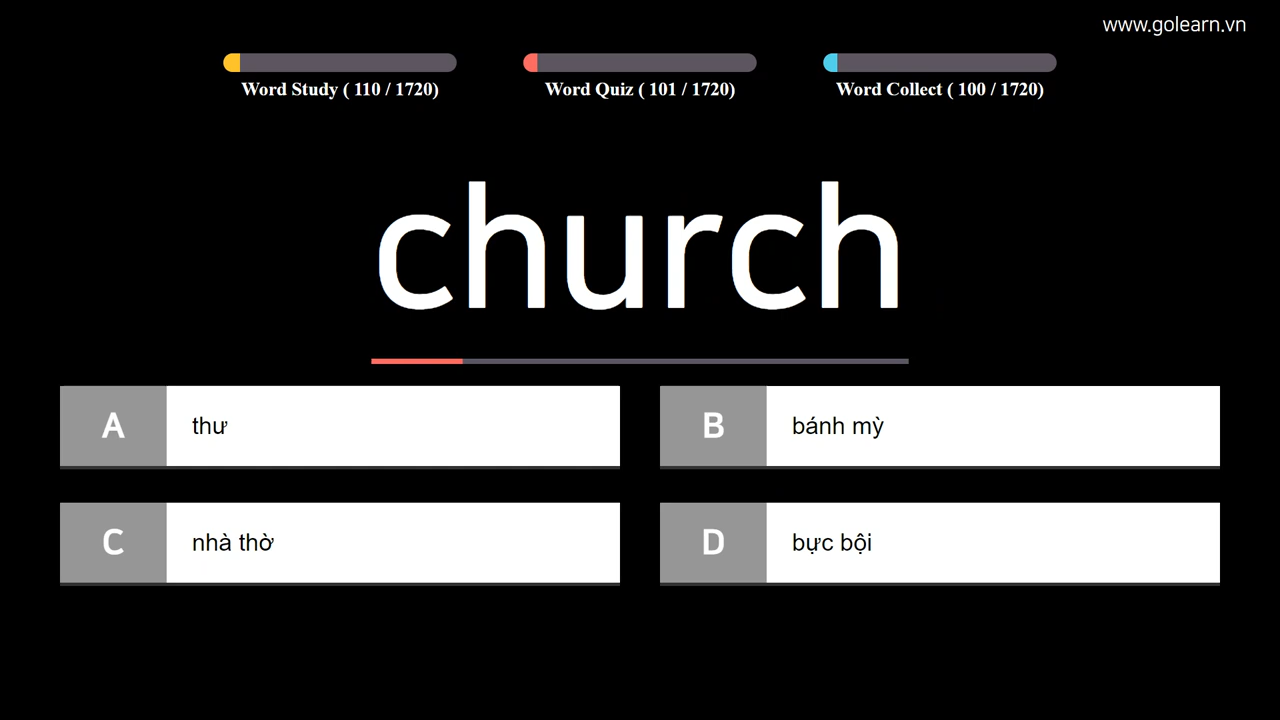 www.golearn.vn
Word Study ( 110 / 1720)
Word Quiz ( 101 / 1720)
Word Collect ( 100 / 1720)
church
A thư
B bánh mỳ
C nhà thờ
D bực bội